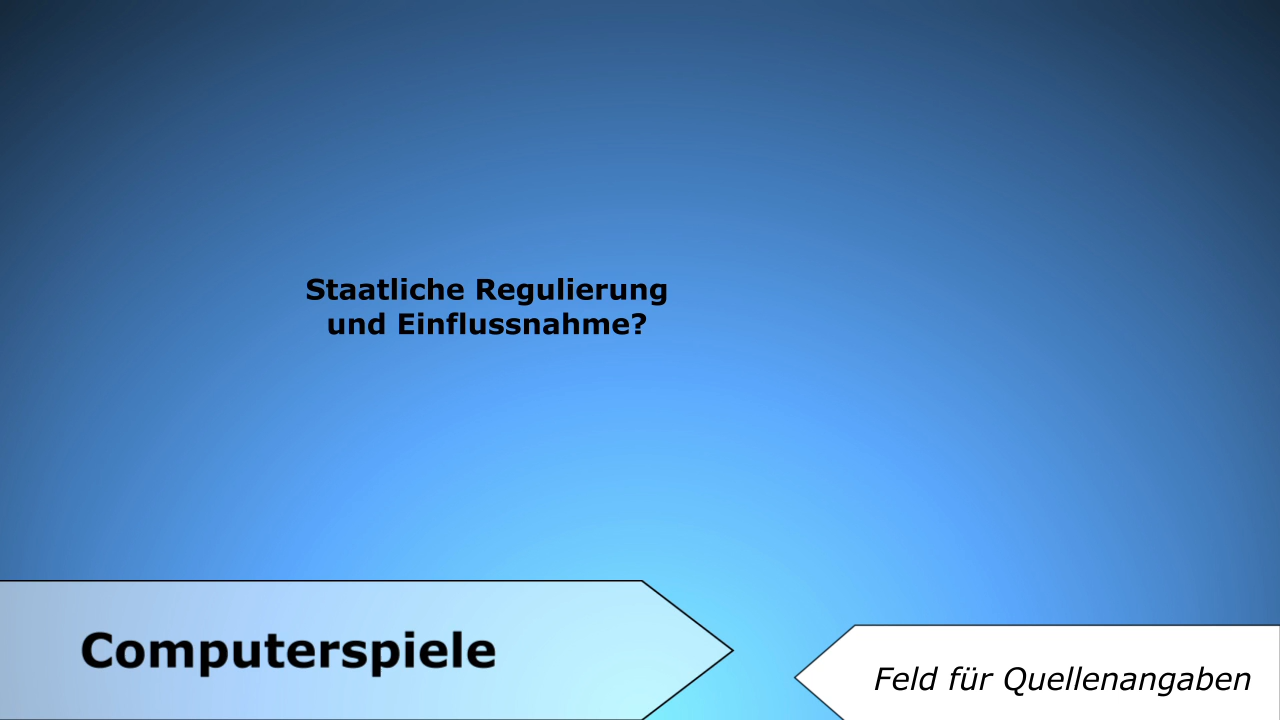 Staatliche Regulierung
und Einflussnahme?
Computerspiele
Feld für Quellenangaben